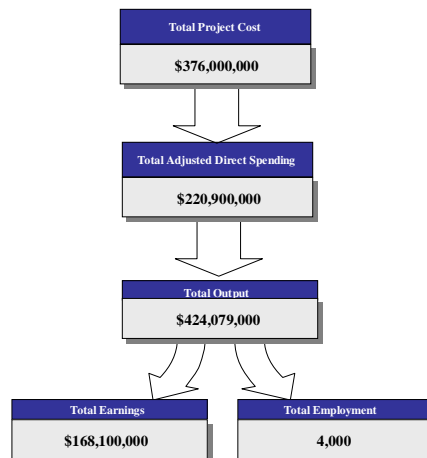 Total Project Cost
$376,000,000
Total Adjusted Direct Spending
$220,900,000
Total Output
$424,079,000
Total Earnings
$168,100,000
Total Employment
4,000